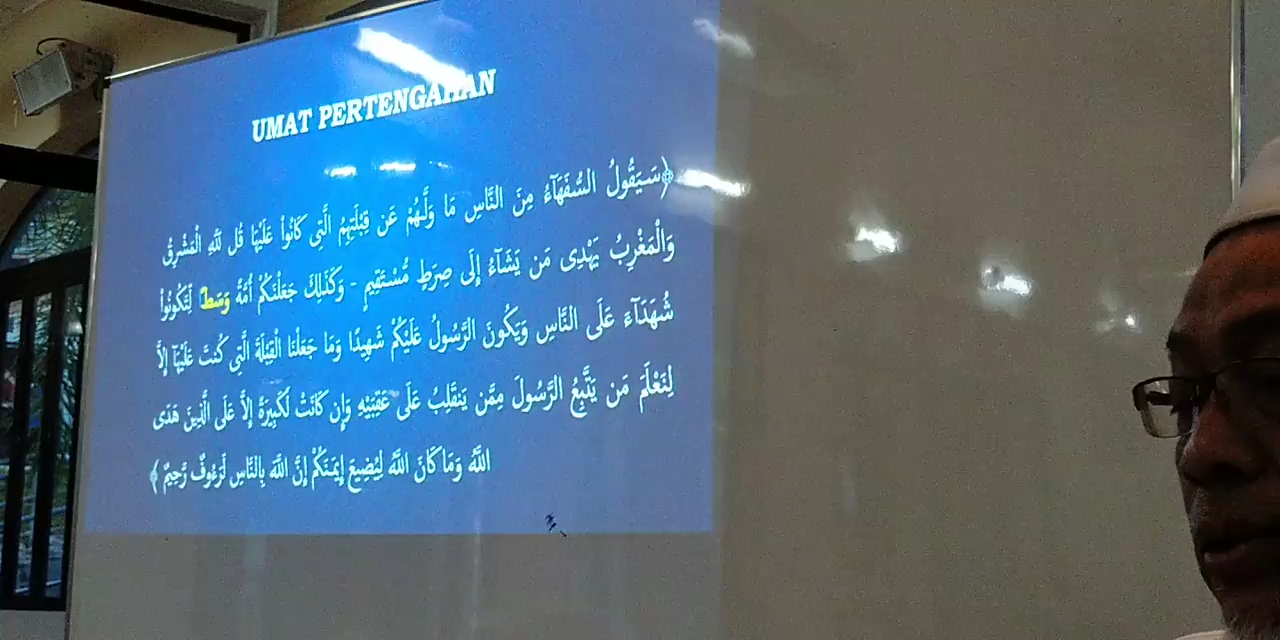 UMAT PERTENGAHAN
﴿سَيَقُولُ السُّفَهَآءُ مِنَ النَّاسِ مَا وَلَّـٰهُمْ عَن قِبْلَتِهِمُ الَّتِى كَانُواْ عَلَيْهَا قُل لِّلَّهِ الْمَشْرِقُ
وَالْمَغْرِبُ يَهْدِى مَن يَشَآءُ إِلَى صِرَٰطٍ مُّسْتَقِيمٍ - وَكَذَٰلِكَ جَعَلْنَـٰكُمْ أُمَّةً وَسَطًا لِّتَكُونُواْ
شُهَدَآءَ عَلَى النَّاسِ وَيَكُونَ الرَّسُولُ عَلَيْكُمْ شَهِيدًا وَمَا جَعَلْنَا الْقِبْلَةَ الَّتِى كُنتَ عَلَيْهَآ إِلاَّ
لِنَعْلَمَ مَن يَتَّبِعُ الرَّسُولَ مِمَّن يَنقَلِبُ عَلَى عَقِبَيْهِ وَإِن كَانَتْ لَكَبِيرَةً إِلاَّ عَلَى الَّذِينَ هَدَى
اللَّهُ وَمَا كَانَ اللَّهُ لِيُضِيعَ إِيمَـٰنَكُمْ إِنَّ اللَّهَ بِالنَّاسِ لَرَءُوفٌ رَّحِيمٌ ﴾